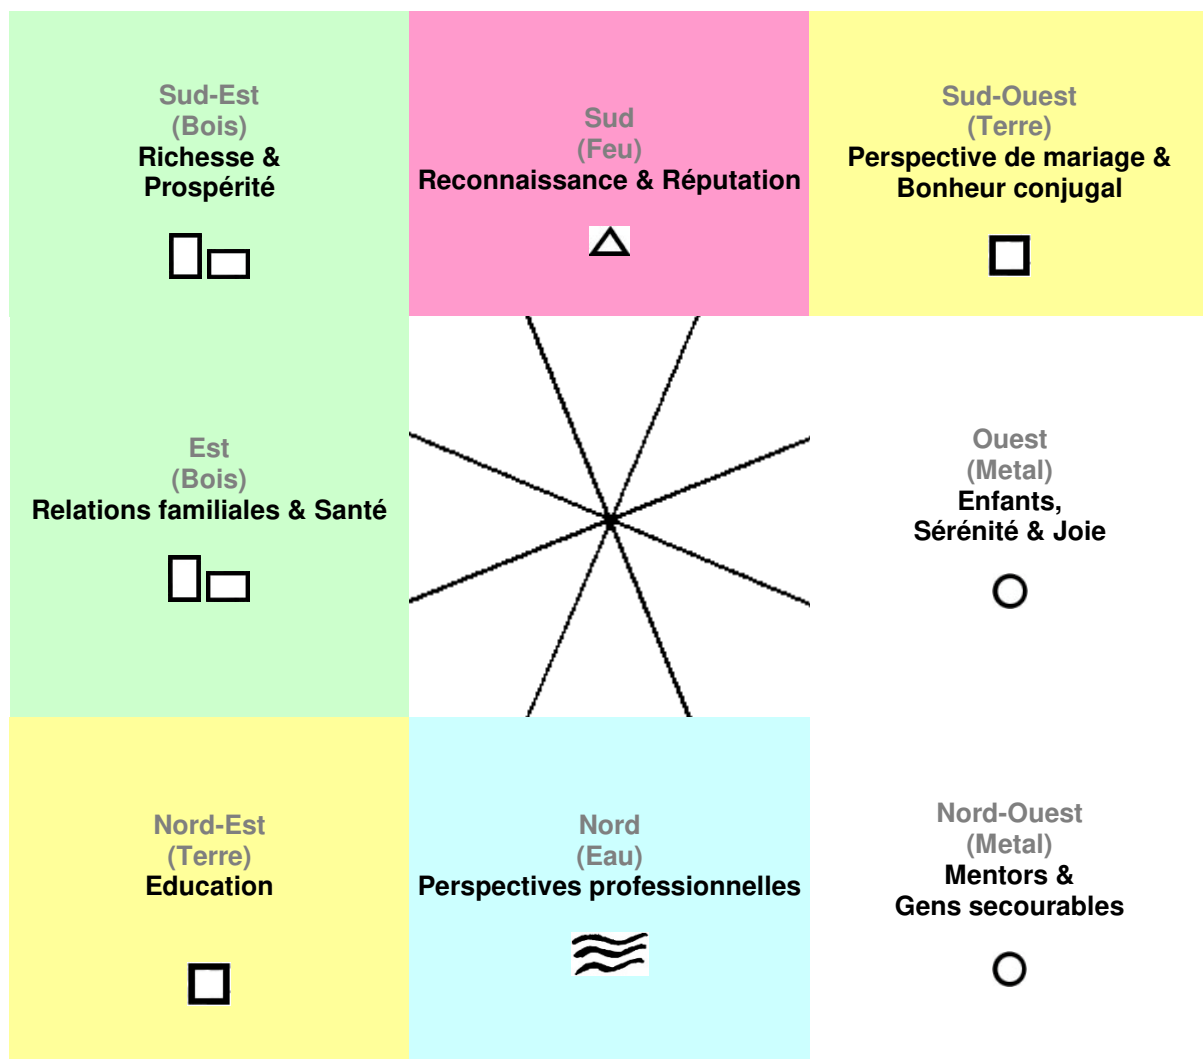 Sud-Est
(Bois)
Richesse &
Prospérité
Sud
(Feu)
Reconnaissance & Réputation
Sud-Ouest
(Terre)
Perspective de mariage &
Bonheur conjugal
Est
(Bois)
Relations familiales & Santé
Ouest
(Metal)
Enfants,
Sérénité & Joie
Nord-Est
(Terre)
Education
Nord
(Eau)
Perspectives professionnelles
Nord-Ouest
(Metal)
Mentors &
Gens secourables